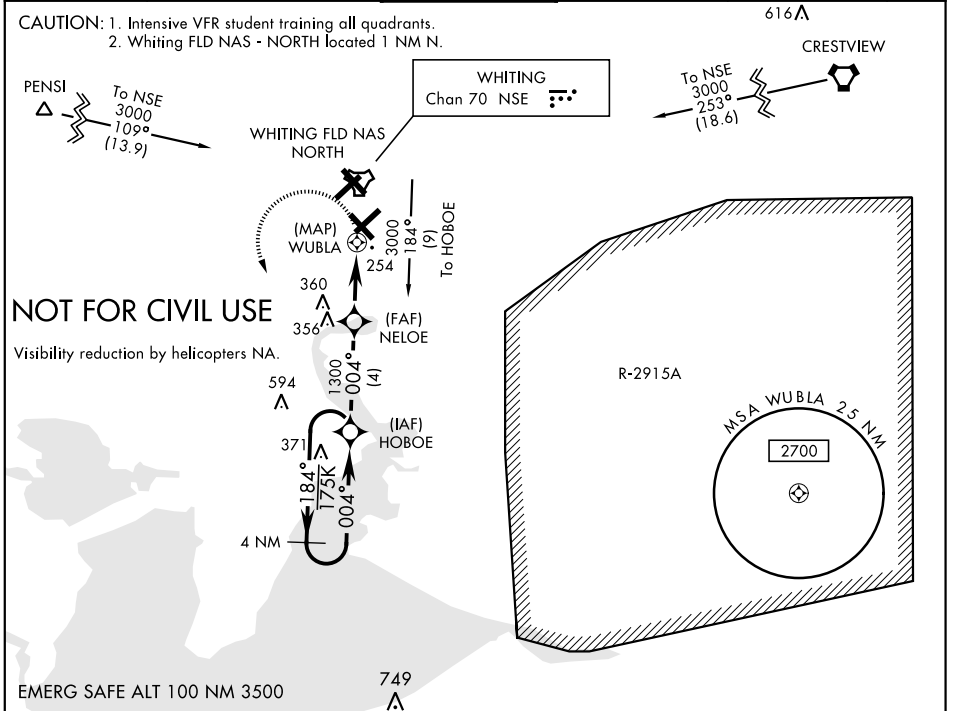 CAUTION: 1. Intensive VFR student training all quadrants.
2. Whiting FLD NAS - NORTH located 1 NM N.
616
CRESTVIEW
To NSE
3000
253°
(18.6)
PENSI
To NSE
3000
109°
(13.9)
WHITING
Chan 70 NSE
WHITING FLD NAS
NORTH
(MAP)
WUBLA
254
3000
184°
(9)
To HOBOE
360
356
(FAF)
NELOE
NOT FOR CIVIL USE
Visibility reduction by helicopters NA.
1300
004°
(4)
594
(IAF)
HOBOE
371
184°
175K
004°
4 NM
R-2915A
MSA WUBLA 25 NM
2700
EMERG SAFE ALT 100 NM 3500
749